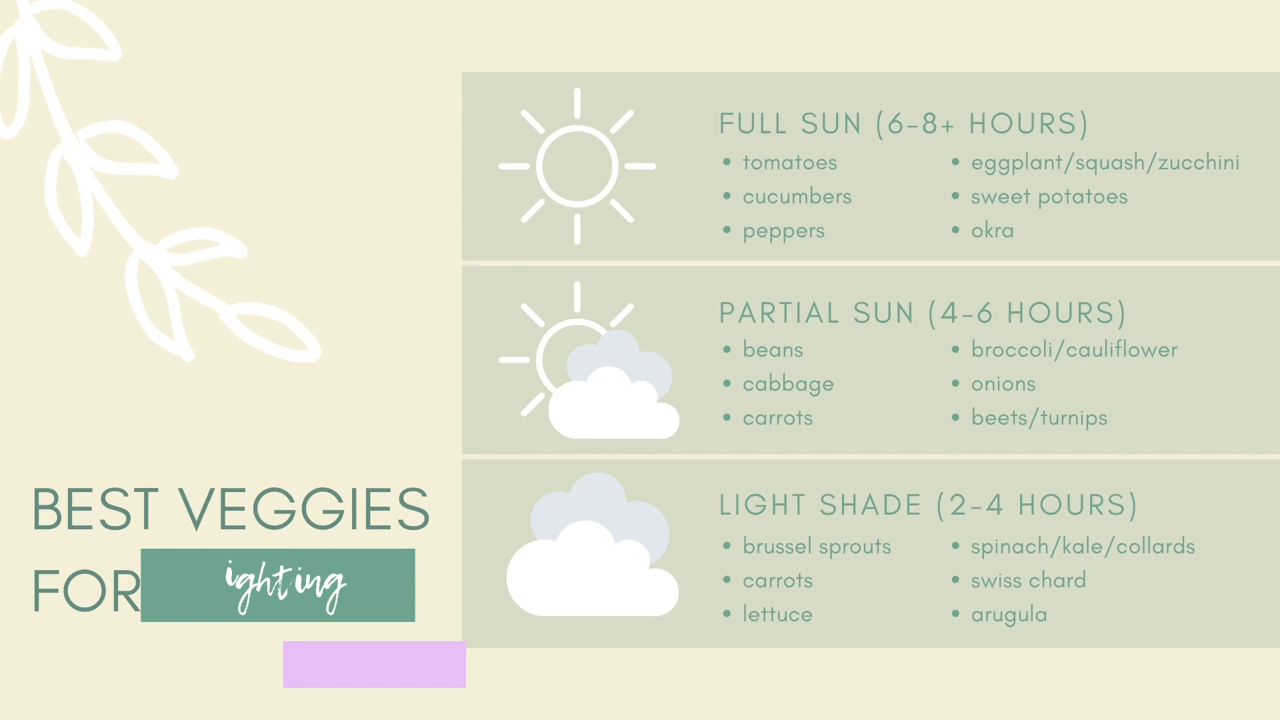 BEST VEGGIES
FOR ighting
FULL SUN (6-8+ HOURS)
• tomatoes
• cucumbers
• peppers
• eggplant/squash/zucchini
• sweet potatoes
• okra
PARTIAL SUN (4-6 HOURS)
• beans
• cabbage
• carrots
• broccoli/cauliflower
• onions
• beets/turnips
LIGHT SHADE (2-4 HOURS)
• brussel sprouts
• carrots
• lettuce
• spinach/kale/collards
• swiss chard
• arugula